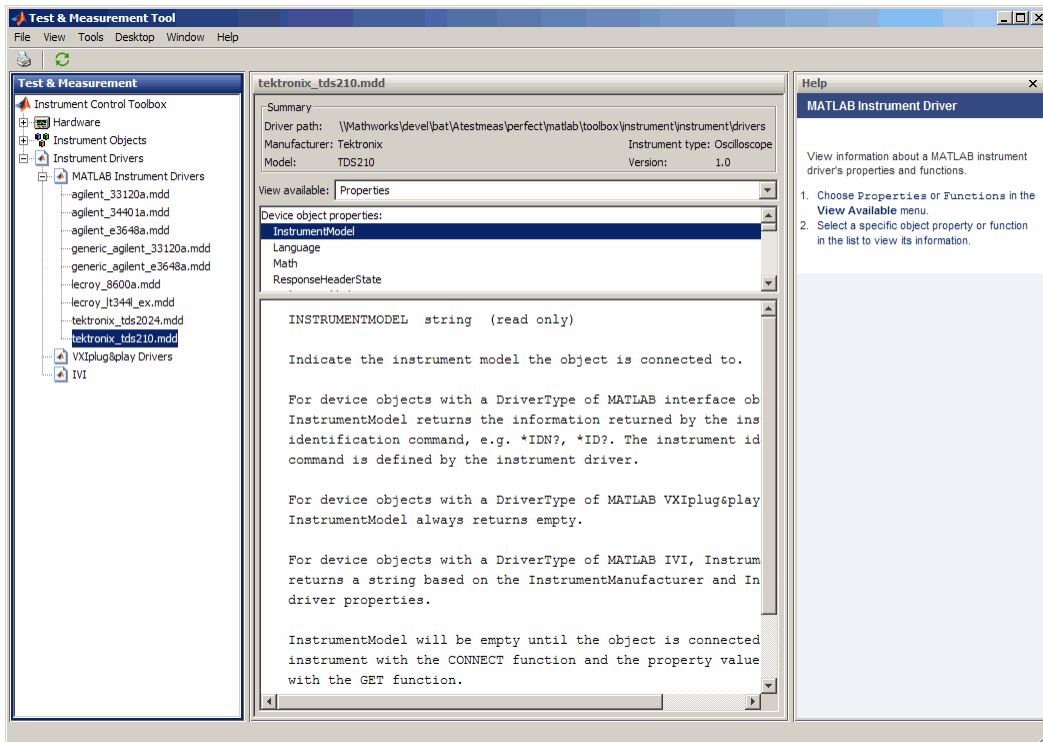 Test & Measurement Tool
File View Tools Desktop Window Help
Test & Measurement
Instrument Control Toolbox
Hardware
Instrument Objects
Instrument Drivers
MATLAB Instrument Drivers
agilent_33120a.mdd
agilent_34401a.mdd
agilent_e3648a.mdd
generic_agilent_33120a.mdd
generic_agilent_e3648a.mdd
lecroy_8600a.mdd
lecroy_lt344l_ex.mdd
tektronix_tds2024.mdd
tektronix_tds210.mdd
VXIplug&play Drivers
IVI
tektronix_tds210.mdd
Summary
Driver path: \\Mathworks\devel\bat\Atestmeas\perfect\matlab\toolbox\instrument\instrument\drivers
Manufacturer: Tektronix Instrument type: Oscilloscope
Model: TDS210 Version: 1.0
View available: Properties
Device object properties:
InstrumentModel
Language
Math
ResponseHeaderState
INSTRUMENTMODEL string (read only)
Indicate the instrument model the object is connected to.
For device objects with a DriverType of MATLAB interface ob
InstrumentModel returns the information returned by the ins
identification command, e.g. *IDN?, *ID?. The instrument id
command is defined by the instrument driver.
For device objects with a DriverType of MATLAB VXIplug&play
InstrumentModel always returns empty.
For device objects with a DriverType of MATLAB IVI, Instrum
returns a string based on the InstrumentManufacturer and In
driver properties.
InstrumentModel will be empty until the object is connected
instrument with the CONNECT function and the property value
with the GET function.
Help
MATLAB Instrument Driver
View information about a MATLAB instrument
driver's properties and functions.
1. Choose Properties or Functions in the
View Available menu.
2. Select a specific object property or function
in the list to view its information.